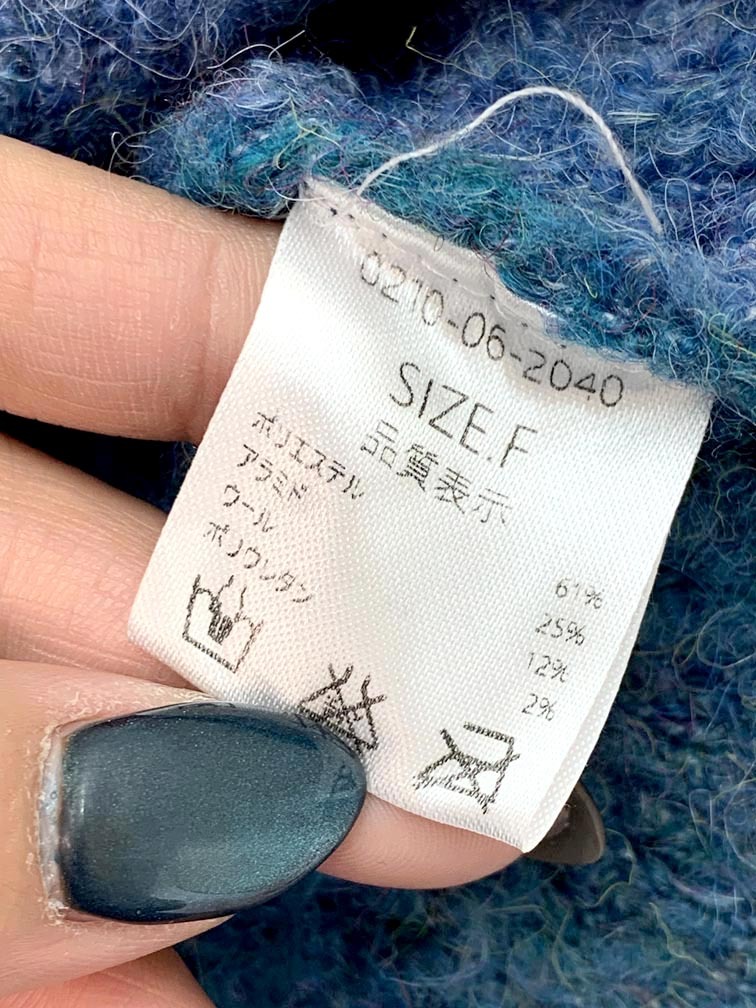 0210-06-2040
SIZE.F
品質表示
ポリエステル 61%
アラミド 25%
ウール 12%
ポリウレタン 2%